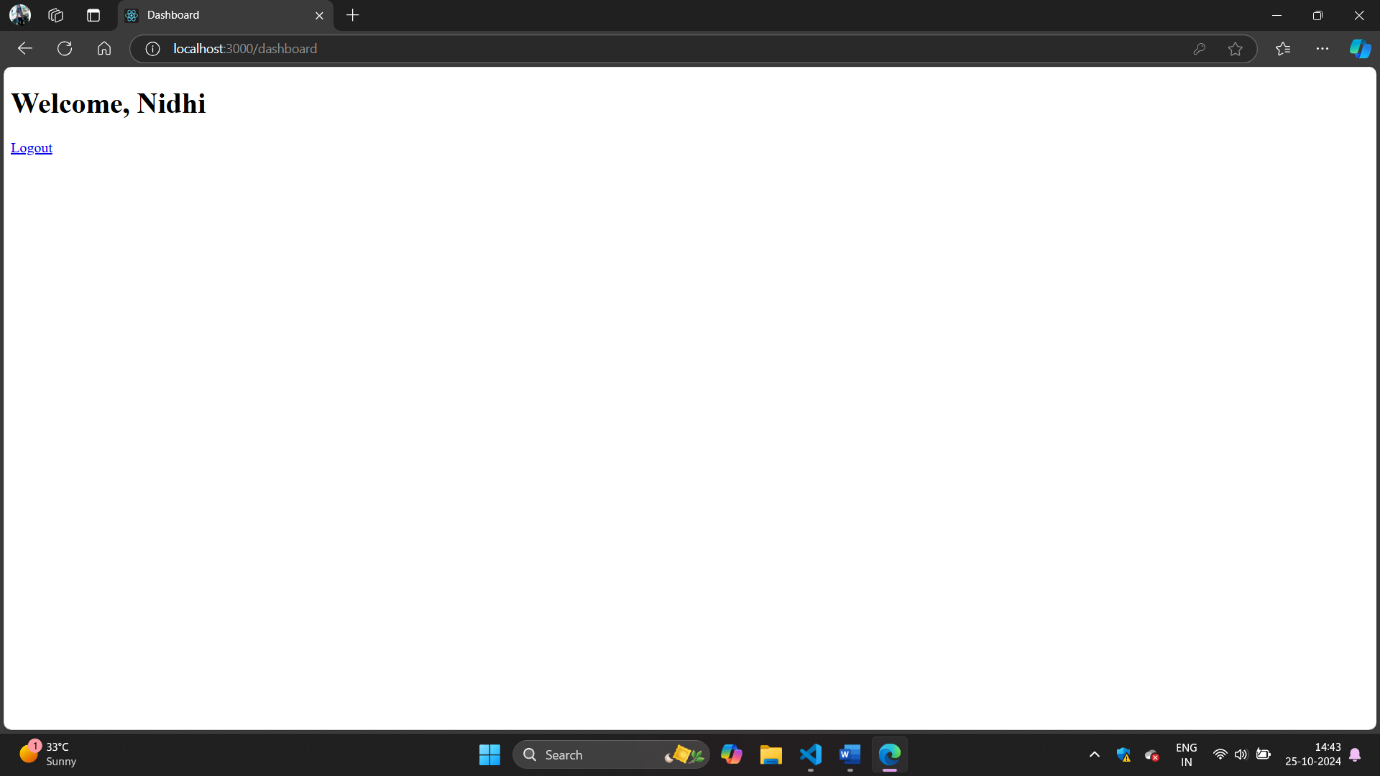 Dashboard
localhost:3000/dashboard
Welcome, Nidhi
Logout
1
33°C
Sunny
Search
W
ENG
IN
14:43
25-10-2024